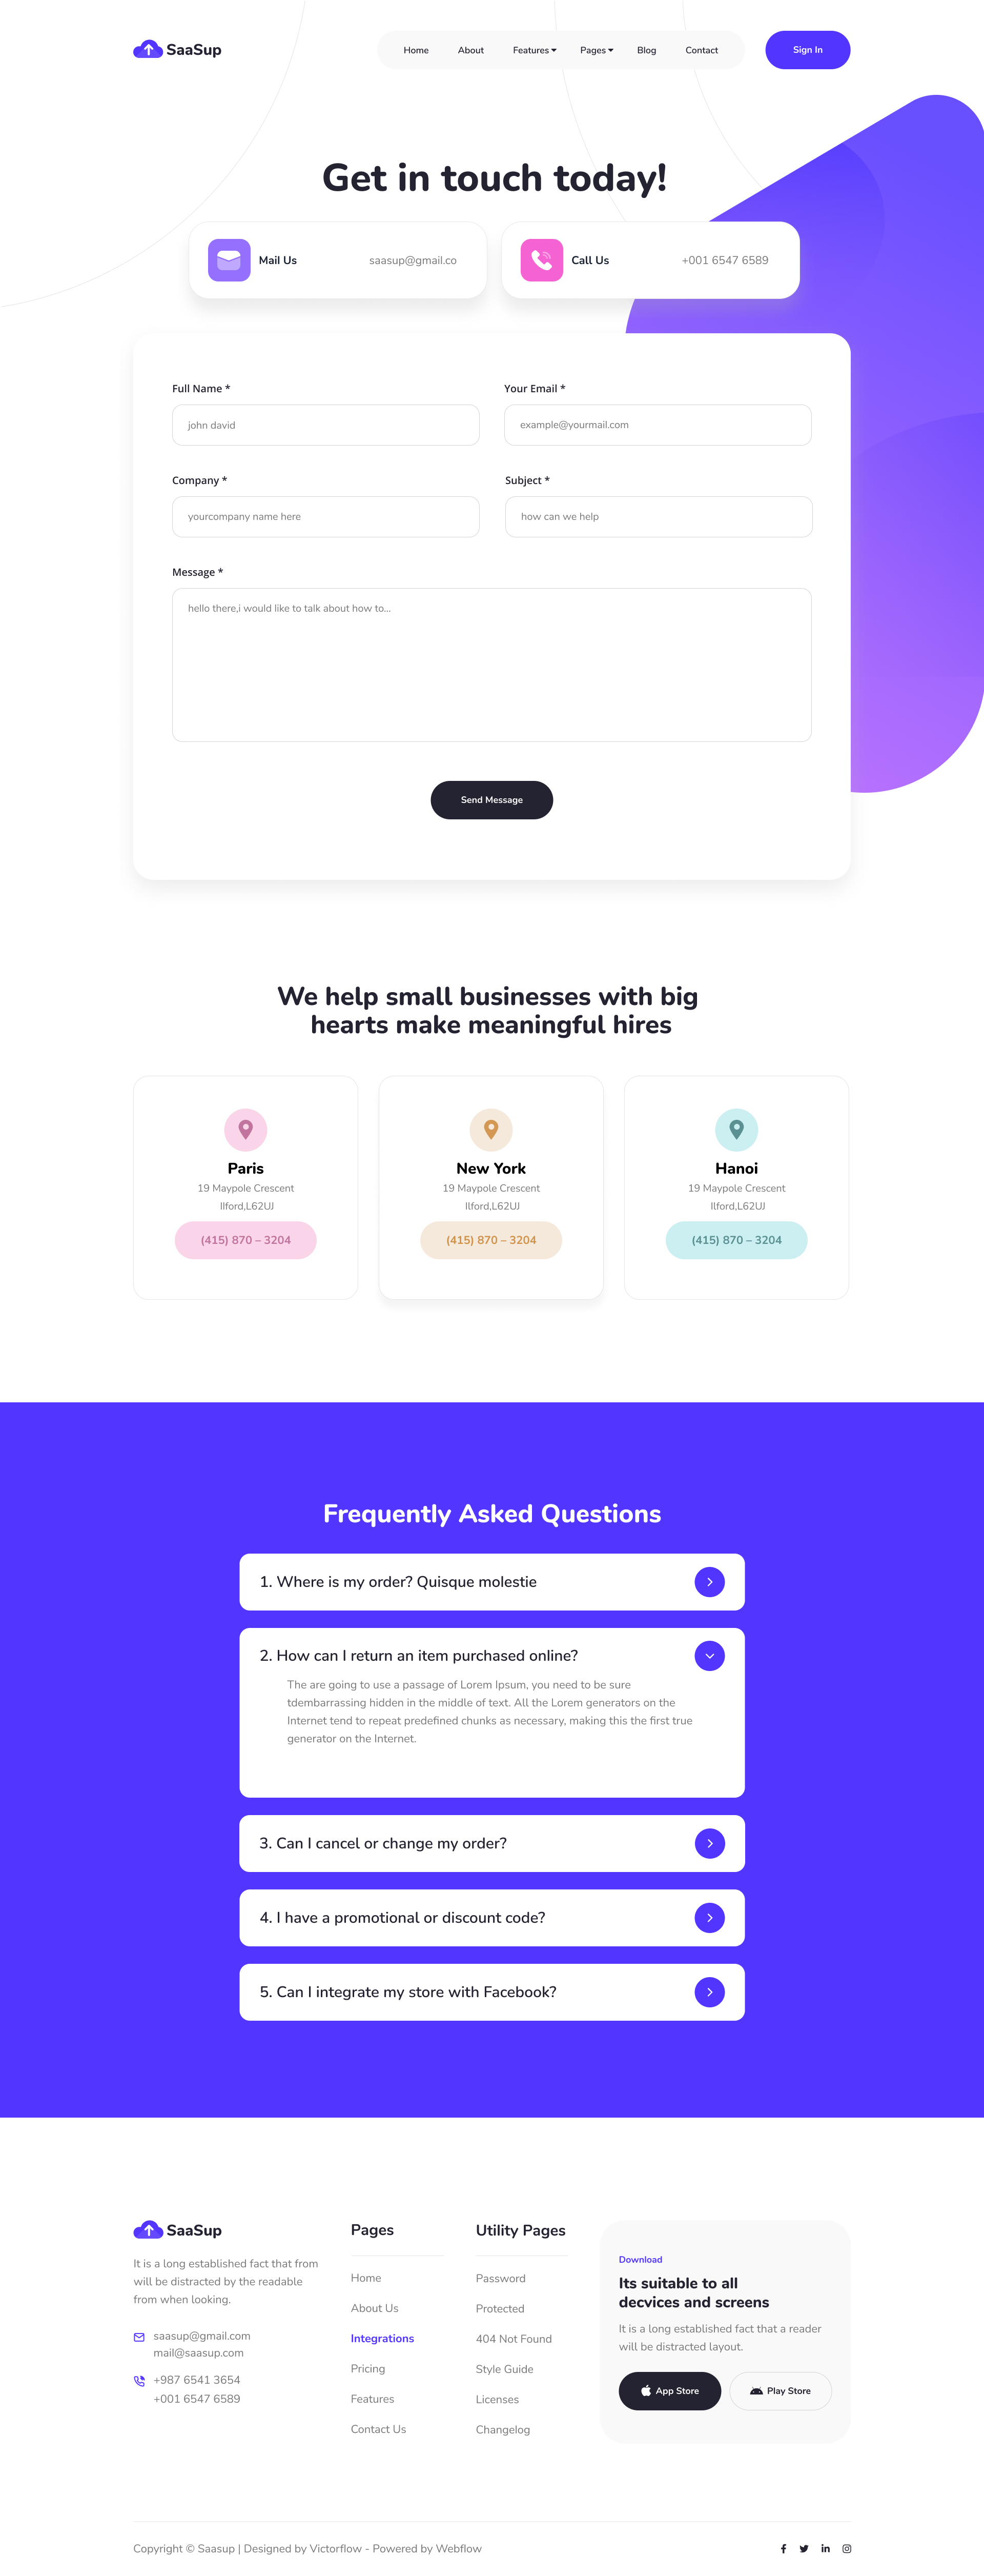 SaaSup
Home About Features Pages Blog Contact
Sign In
Get in touch today!
Mail Us saasup@gmail.co
Call Us +001 6547 6589
Full Name *
john david
Your Email *
example@yourmail.com
Company *
yourcompany name here
Subject *
how can we help
Message *
hello there,i would like to talk about how to...
Send Message
We help small businesses with big
hearts make meaningful hires
Paris
19 Maypole Crescent
Ilford,L62UJ
(415) 870 – 3204
New York
19 Maypole Crescent
Ilford,L62UJ
(415) 870 – 3204
Hanoi
19 Maypole Crescent
Ilford,L62UJ
(415) 870 – 3204
Frequently Asked Questions
1. Where is my order? Quisque molestie
2. How can I return an item purchased online?
The are going to use a passage of Lorem Ipsum, you need to be sure
tdembarrassing hidden in the middle of text. All the Lorem generators on the
Internet tend to repeat predefined chunks as necessary, making this the first true
generator on the Internet.
3. Can I cancel or change my order?
4. I have a promotional or discount code?
5. Can I integrate my store with Facebook?
SaaSup
It is a long established fact that from
will be distracted by the readable
from when looking.
saasup@gmail.com
mail@saasup.com
+987 6541 3654
+001 6547 6589
Pages
Home
About Us
Integrations
Pricing
Features
Contact Us
Utility Pages
Password
Protected
404 Not Found
Style Guide
Licenses
Changelog
Download
Its suitable to all
decvices and screens
It is a long established fact that a reader
will be distracted layout.
App Store
Play Store
Copyright © Saasup | Designed by Victorflow - Powered by Webflow